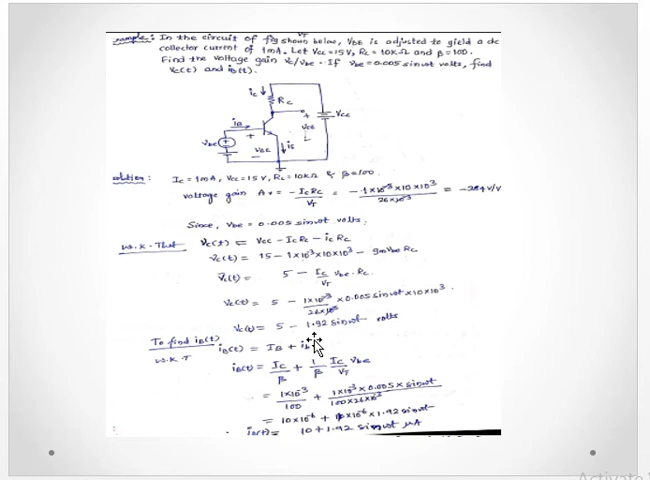 Example: In the circuit of fig shown below, VBE is adjusted to yield a dc
collector current of 1mA. Let Vcc = 15V, Rc = 10KΩ and β = 100.
Find the voltage gain Vc/vbe. If vbe = 0.005 sinωt volts, find
vc(t) and iB(t).
ic ↓ Rc
+ Vcc
iB
vce
vbe + VBE − ↓ iE
solution: Ic = 1mA, Vcc = 15V, Rc = 10KΩ & β = 100.
voltage gain Av = −IcRc/VT = −1×10⁻³×10×10³/26×10⁻³ = −384 V/V
Since, vbe = 0.005 sinωt volts.
W.K. That Vc(t) = Vcc − IcRc − icRc
Vc(t) = 15 − 1×10⁻³×10×10³ − gmvbe Rc
Vc(t) = 5 − Ic/VT vbe . Rc
Vc(t) = 5 − 1×10⁻³/26×10⁻³ × 0.005 sinωt × 10×10³.
Vc(t) = 5 − 1.92 sinωt volts
To find iB(t)
W.K.T iB(t) = IB + ib
iB(t) = Ic/β + 1/β Ic/VT vbe
= 1×10⁻³/100 + 1×10⁻³ × 0.005 × sinωt/100×26×10⁻³
= 10×10⁻⁶ + 10⁻⁶ × 1.92 sinωt
iB(t) = 10 + 1.92 sinωt μA